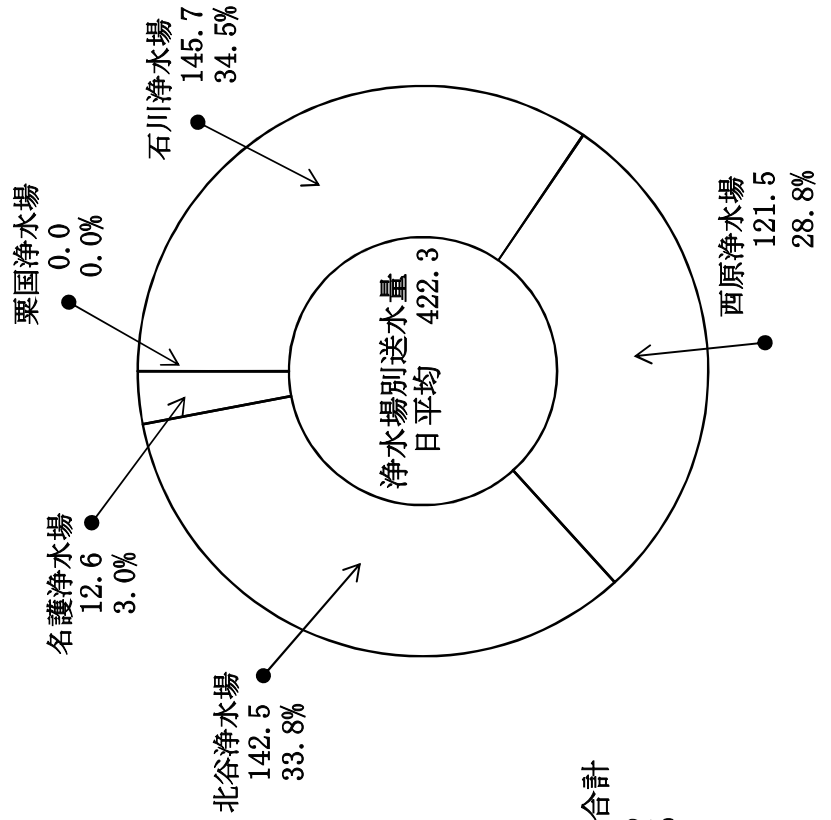 粟国浄水場
0.0
0.0%
石川浄水場
145.7
34.5%
名護浄水場
12.6
3.0%
浄水場別送水量
日平均 422.3
北谷浄水場
142.5
33.8%
西原浄水場
121.5
28.8%
合計